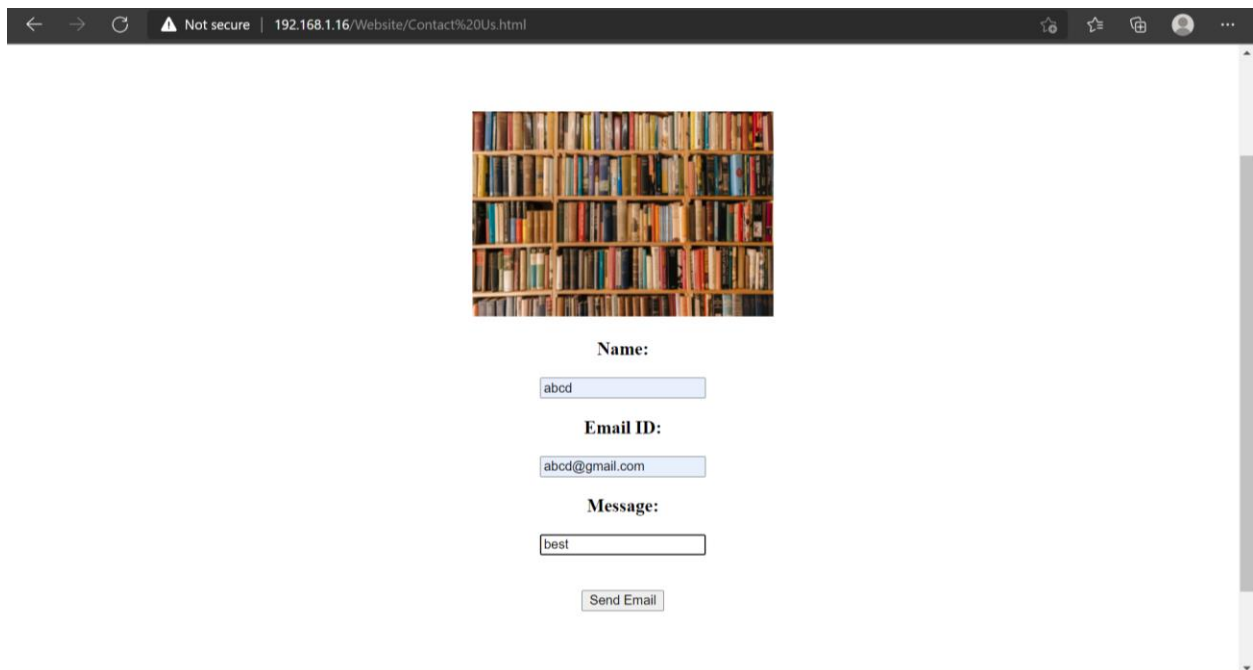 Not secure | 192.168.1.16/Website/Contact%20Us.html
Name:
abcd
Email ID:
abcd@gmail.com
Message:
best
Send Email